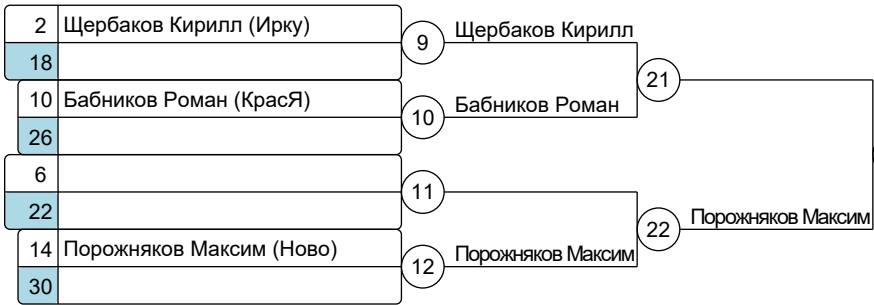 2 Щербаков Кирилл (Ирку)
18
9 Щербаков Кирилл
10 Бабников Роман (КрасЯ)
26
10 Бабников Роман
21
6
22
11
14 Порожняков Максим (Ново)
30
12 Порожняков Максим
22 Порожняков Максим